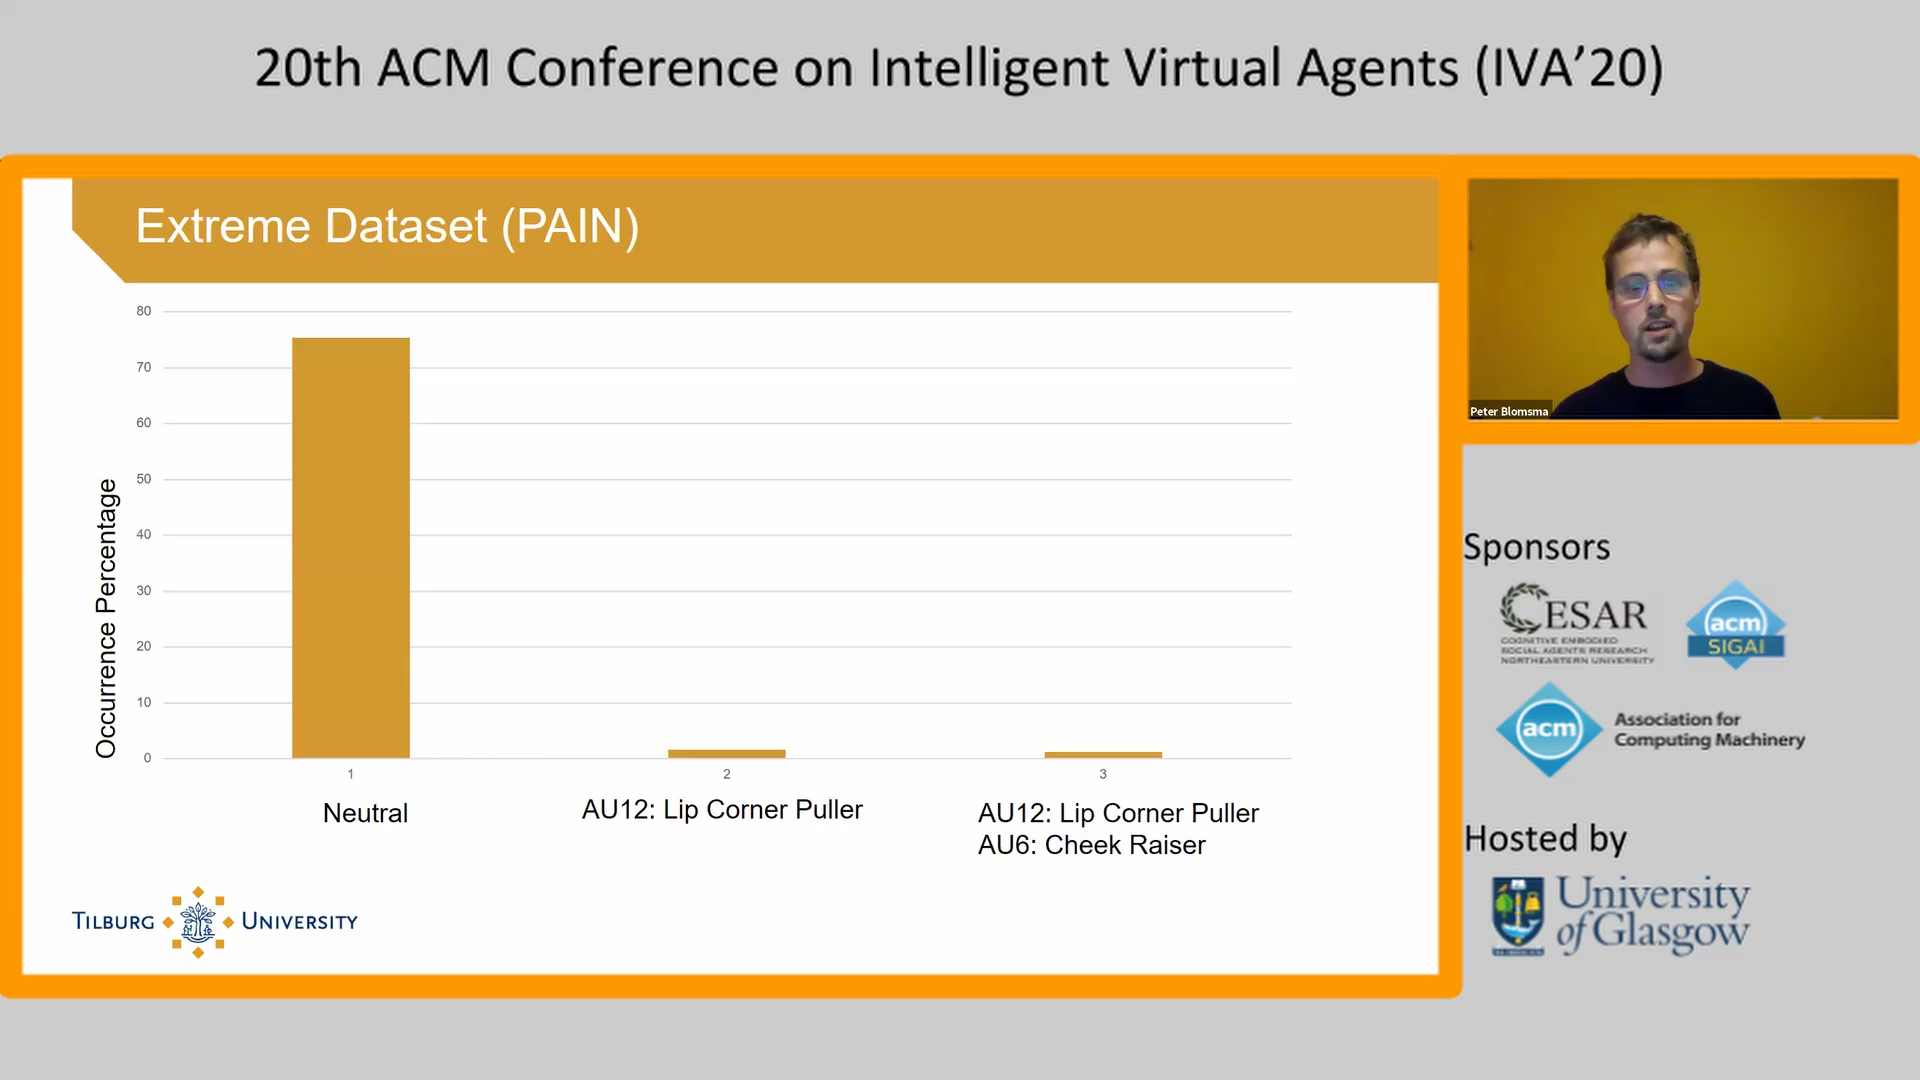 20th ACM Conference on Intelligent Virtual Agents (IVA’20)
Extreme Dataset (PAIN)
Occurrence Percentage
80
70
60
50
40
30
20
10
0
1
2
3
Neutral
AU12: Lip Corner Puller
AU12: Lip Corner Puller
AU6: Cheek Raiser
TILBURG UNIVERSITY
Peter Blomsma
Sponsors
CESAR
COGNITIVE EMBODIED
SOCIAL AGENTS RESEARCH
NORTHEASTERN UNIVERSITY
acm
SIGAI
acm
Association for
Computing Machinery
Hosted by
University
of Glasgow